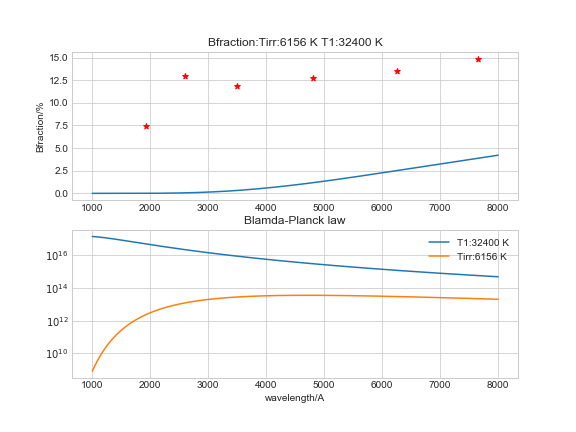 Bfraction:Tirr:6156 K T1:32400 K
15.0
12.5
10.0
7.5
5.0
2.5
0.0
Bfraction/%
1000 2000 3000 4000 5000 6000 7000 8000
Blamda-Planck law
T1:32400 K
Tirr:6156 K
10^16
10^14
10^12
10^10
1000 2000 3000 4000 5000 6000 7000 8000
wavelength/A